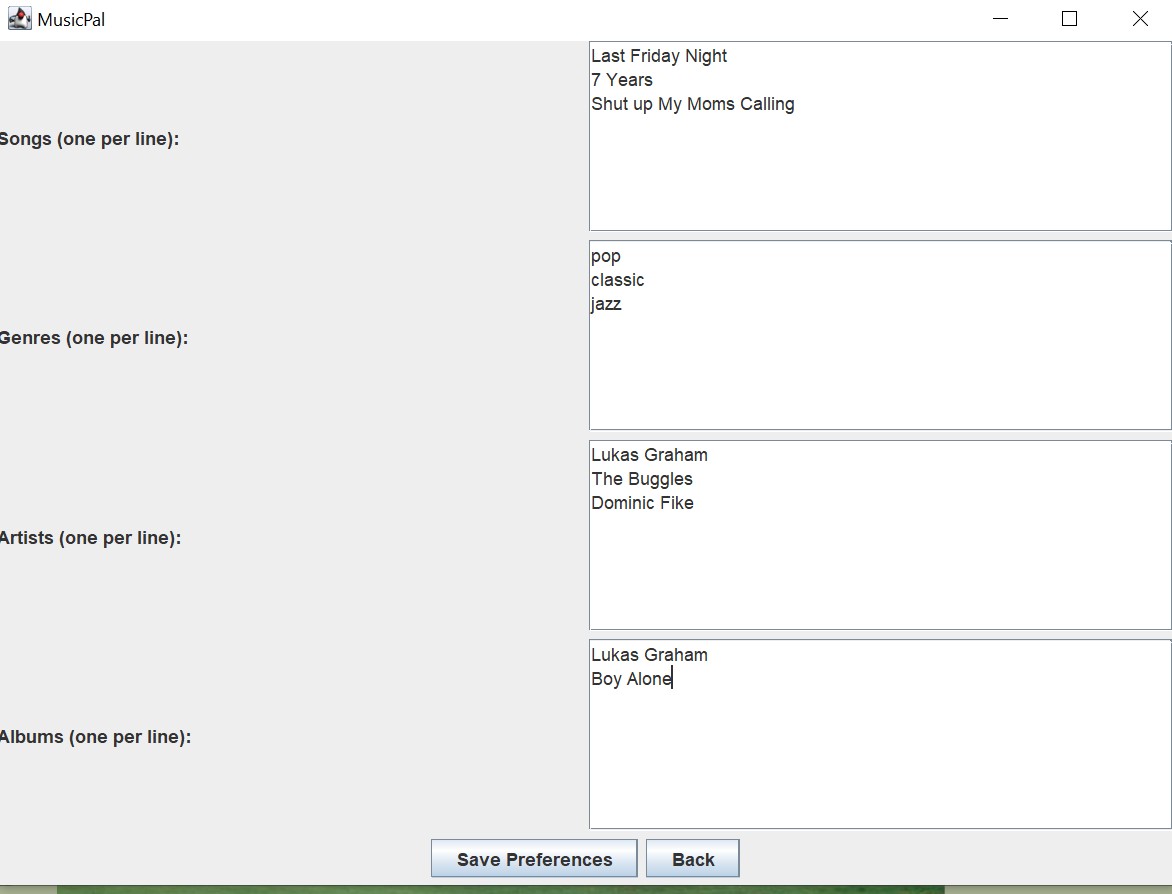 MusicPal
Songs (one per line):
Last Friday Night
7 Years
Shut up My Moms Calling
Genres (one per line):
pop
classic
jazz
Artists (one per line):
Lukas Graham
The Buggles
Dominic Fike
Albums (one per line):
Lukas Graham
Boy Alone
Save Preferences
Back